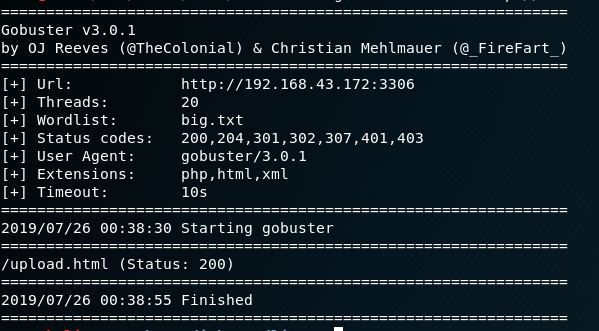 ===============================================================
Gobuster v3.0.1
by OJ Reeves (@TheColonial) & Christian Mehlmauer (@_FireFart_)
===============================================================
[+] Url:            http://192.168.43.172:3306
[+] Threads:        20
[+] Wordlist:       big.txt
[+] Status codes:   200,204,301,302,307,401,403
[+] User Agent:     gobuster/3.0.1
[+] Extensions:     php,html,xml
[+] Timeout:        10s
===============================================================
2019/07/26 00:38:30 Starting gobuster
===============================================================
/upload.html (Status: 200)
===============================================================
2019/07/26 00:38:55 Finished
===============================================================